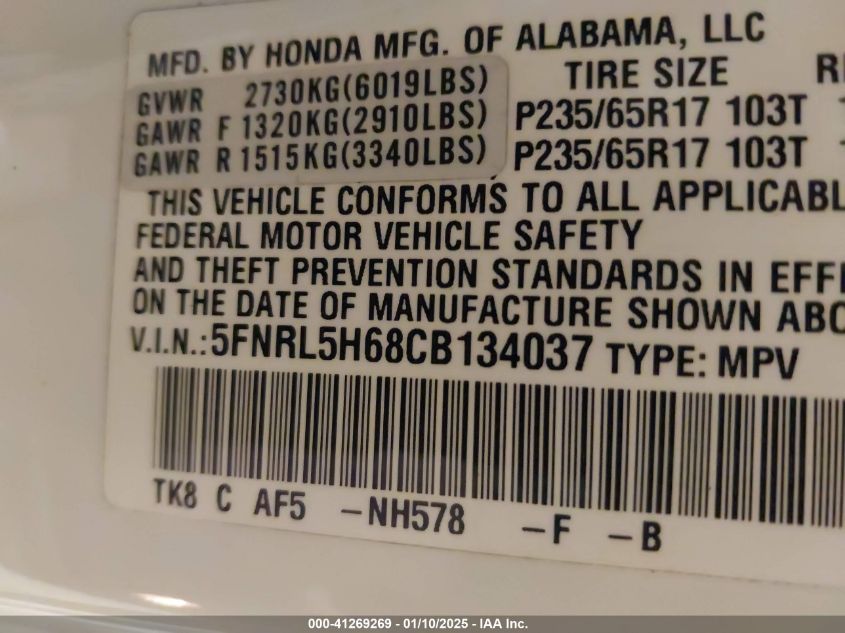 MFD. BY HONDA MFG. OF ALABAMA, LLC
GVWR 2730KG(6019LBS) TIRE SIZE
GAWR F 1320KG(2910LBS) P235/65R17 103T
GAWR R 1515KG(3340LBS) P235/65R17 103T
THIS VEHICLE CONFORMS TO ALL
FEDERAL MOTOR VEHICLE SAFETY
AND THEFT PREVENTION STANDARDS IN
ON THE DATE OF MANUFACTURE SHOWN
V.I.N.:5FNRL5H68CB134037 TYPE: MPV
TK8 C AF5 -NH578 -F -B
000-41269269 - 01/10/2025 - IAA Inc.